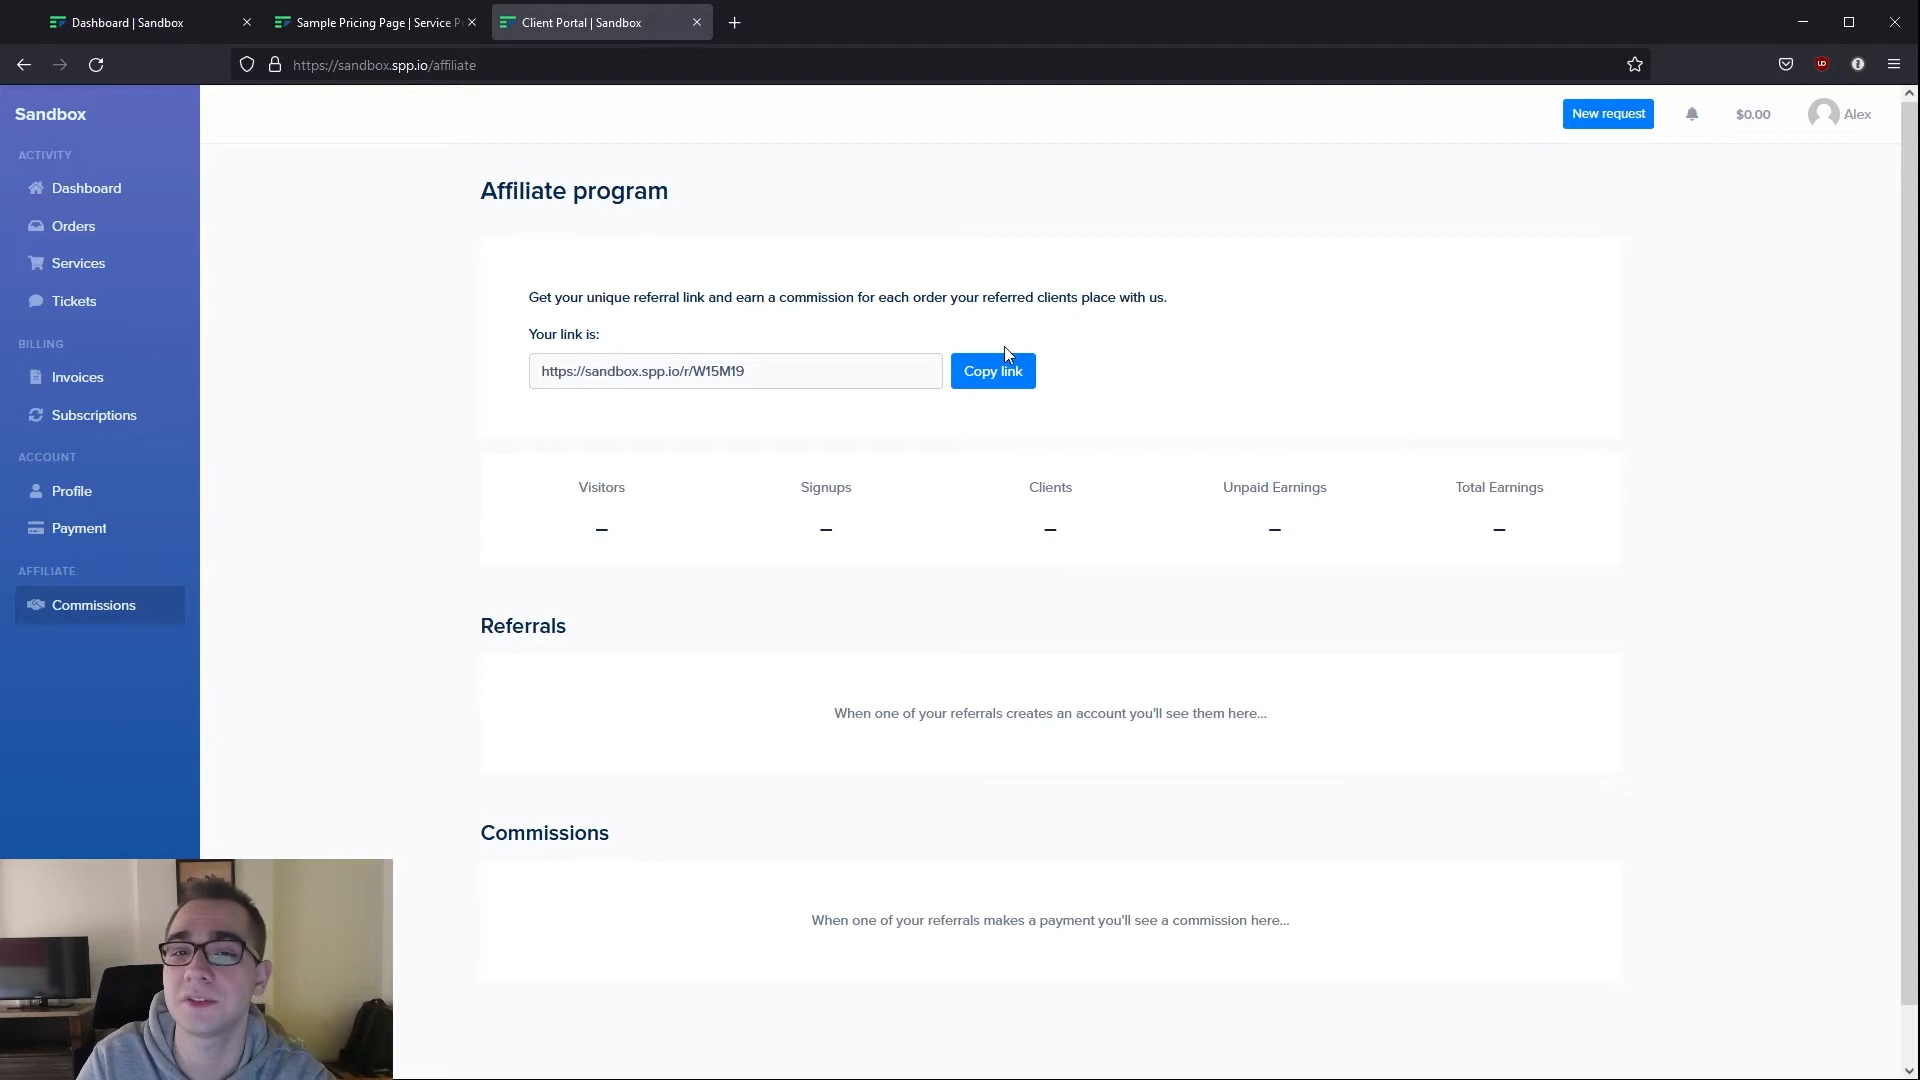 Dashboard | Sandbox
Sample Pricing Page | Service P
Client Portal | Sandbox
https://sandbox.spp.io/affiliate
Sandbox
New request
$0.00
Alex
ACTIVITY
Dashboard
Orders
Services
Tickets
BILLING
Invoices
Subscriptions
ACCOUNT
Profile
Payment
AFFILIATE
Commissions
Affiliate program
Get your unique referral link and earn a commission for each order your referred clients place with us.
Your link is:
https://sandbox.spp.io/r/W15M19
Copy link
Visitors
Signups
Clients
Unpaid Earnings
Total Earnings
–
–
–
–
–
Referrals
When one of your referrals creates an account you'll see them here...
Commissions
When one of your referrals makes a payment you'll see a commission here...